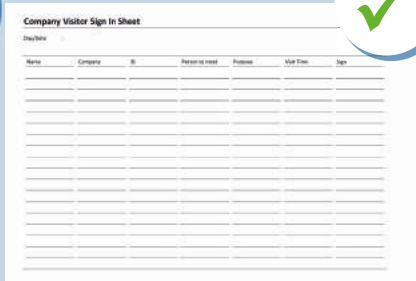 Company Visitor Sign In Sheet
Day/Date
Name Company ID Person to meet Purpose Visit Time Sign